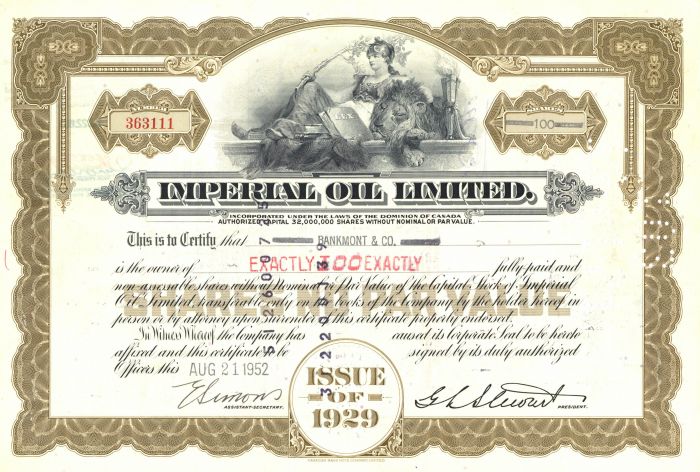 363111
100
LEX
IMPERIAL OIL LIMITED.
INCORPORATED UNDER THE LAWS OF THE DOMINION OF CANADA
AUTHORIZED CAPITAL 32,000,000 SHARES WITHOUT NOMINAL OR PAR VALUE.
This is to Certify that BANKMONT & CO.
EXACTLY 100 EXACTLY
is the owner of fully paid and
non-assessable shares without Nominal or Par Value of the Capital Stock of Imperial
Oil Limited, transferable only on the books of the Company by the holder hereof in
person or by attorney upon surrender of this certificate properly endorsed.
In Witness Whereof the Company has caused its Corporate Seal to be hereto
affixed and this certificate to be signed by its duly authorized
Officers this AUG 21 1952
ISSUE
OF
1929
ASSISTANT-SECRETARY.
PRESIDENT.